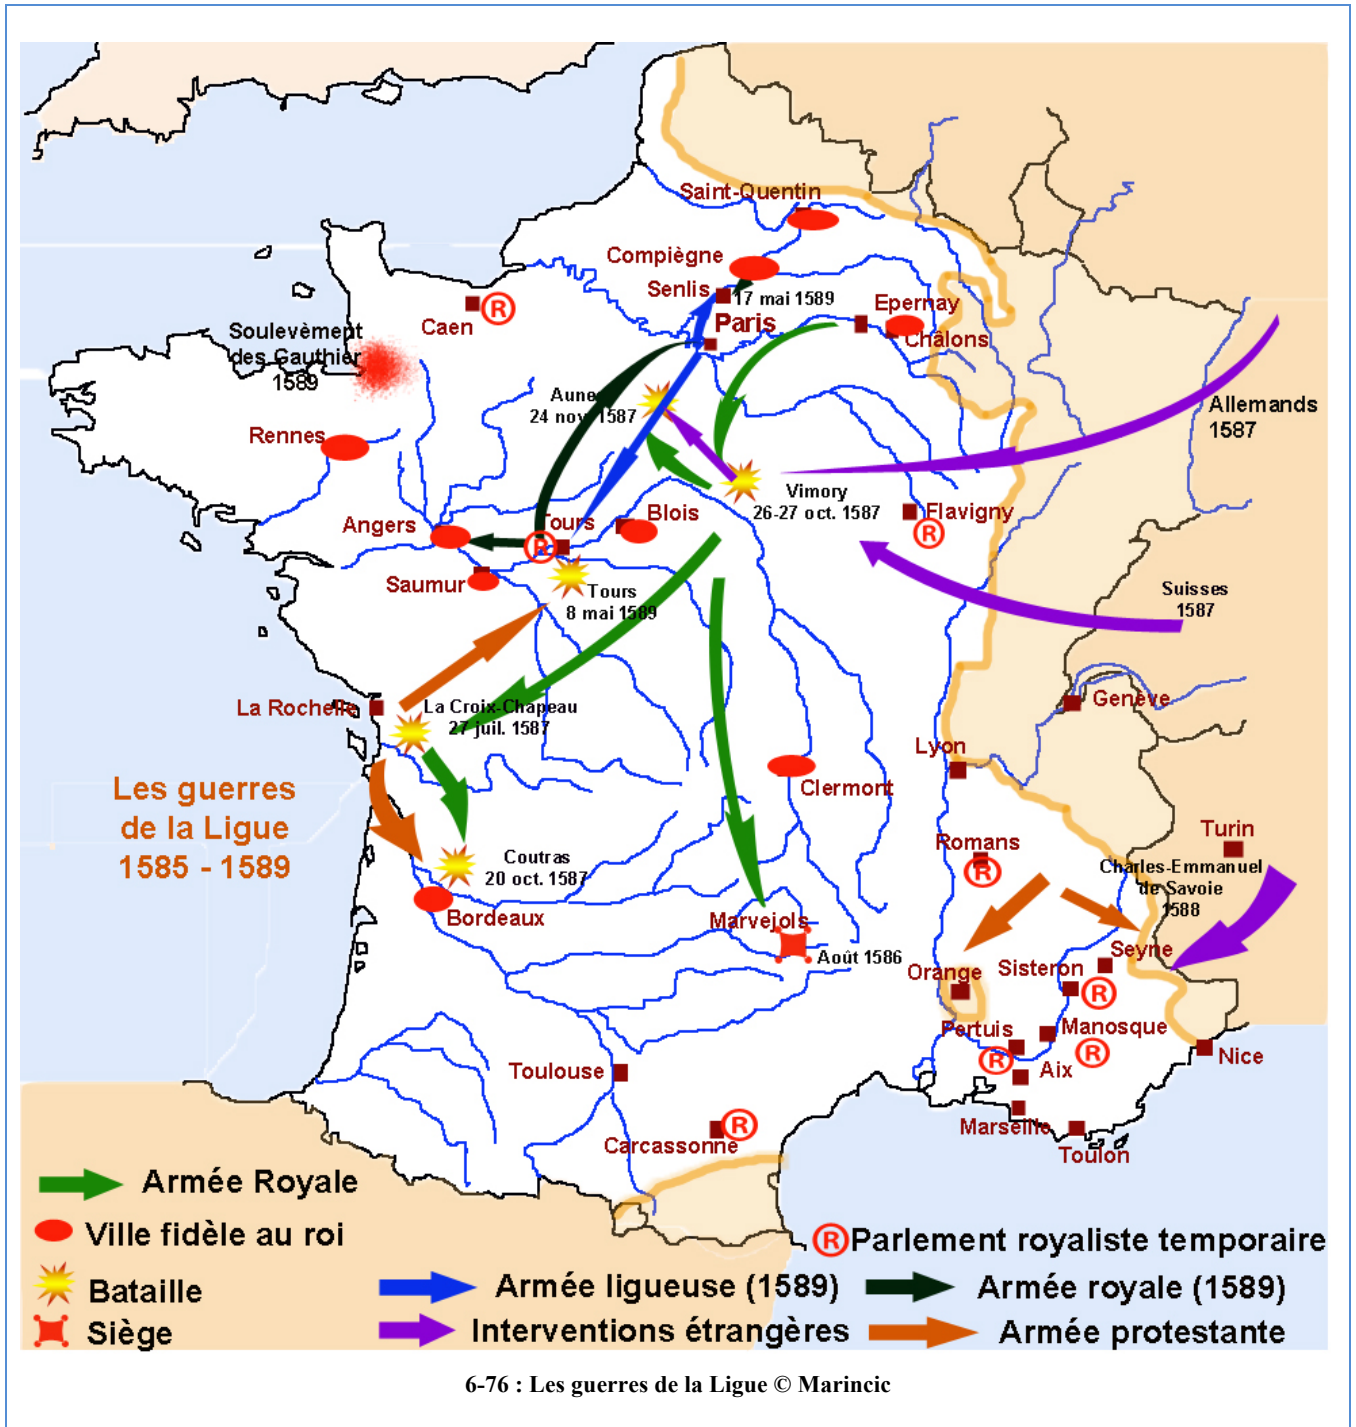 Saint-Quentin
Compiègne
Senlis
17 mai 1589
Epernay
Paris
Châlons
Caen
R
Soulevèment
des Gauthier
1589
Aune
24 nov 1587
Allemands
1587
Rennes
Vimory
26-27 oct. 1587
Flavigny
R
Angers
Tours
R
Blois
Saumur
Tours
8 mai 1589
Suisses
1587
La Rochelle
La Croix-Chapeau
27 juil. 1587
Genève
Lyon
Clermont
Les guerres
de la Ligue
1585 - 1589
Turin
Romans
R
Charles-Emmanuel
de Savoie
1588
Coutras
20 oct. 1587
Bordeaux
Marvejols
Août 1586
Seyne
Orange
Sisteron
R
Pertuis
R
Manosque
R
Aix
Nice
Toulouse
Marseille
Toulon
Carcassonne
R
Armée Royale
Ville fidèle au roi
Bataille
Siège
R Parlement royaliste temporaire
Armée ligueuse (1589)
Armée royale (1589)
Interventions étrangères
Armée protestante
6-76 : Les guerres de la Ligue © Marincic